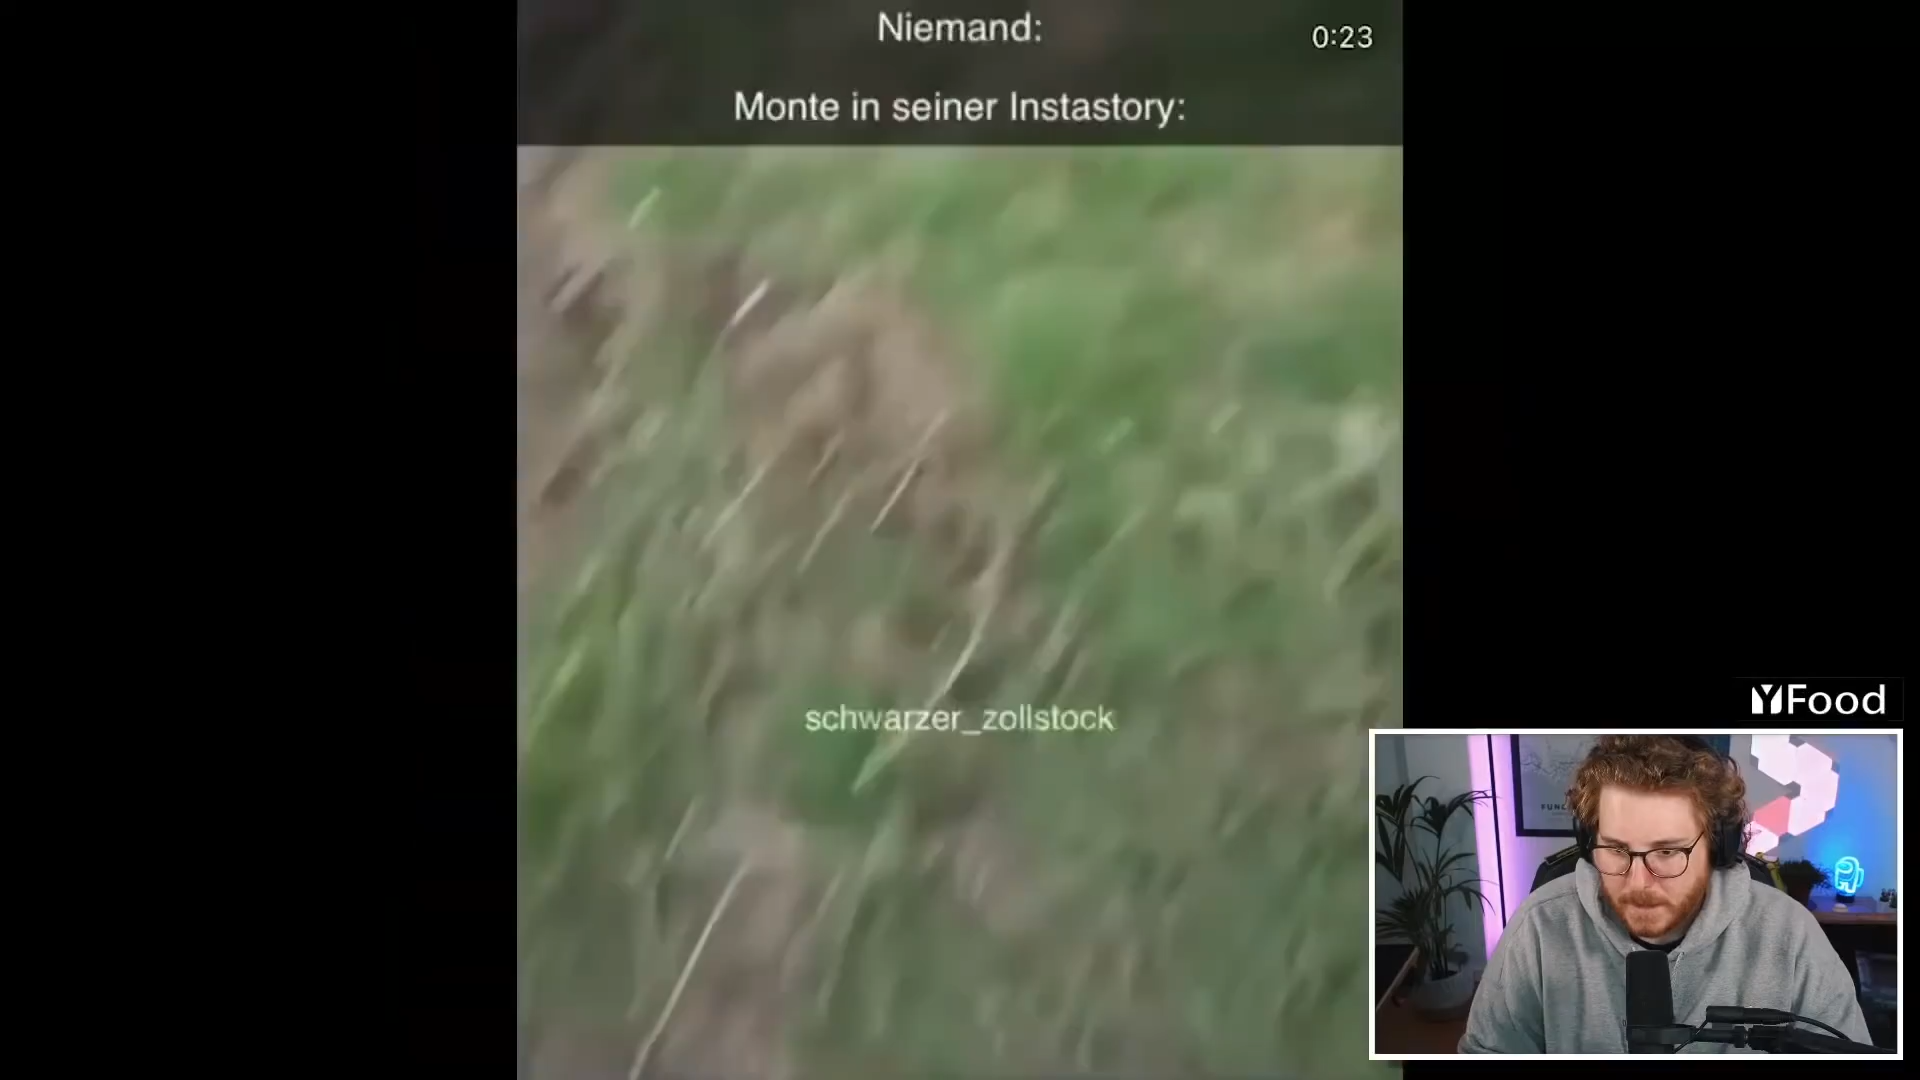 Niemand:
0:23
Monte in seiner Instastory:
schwarzer_zollstock
YFood